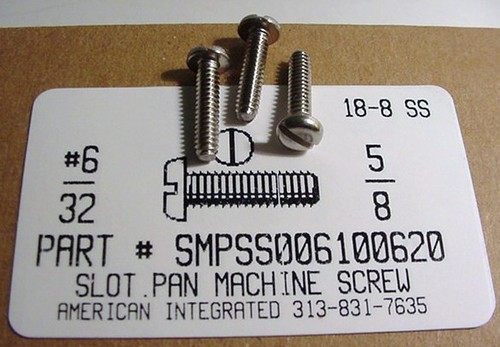 18-8 SS
#6
32
5
8
PART # SMPSS006100620
SLOT.PAN MACHINE SCREW
AMERICAN INTEGRATED 313-831-7635